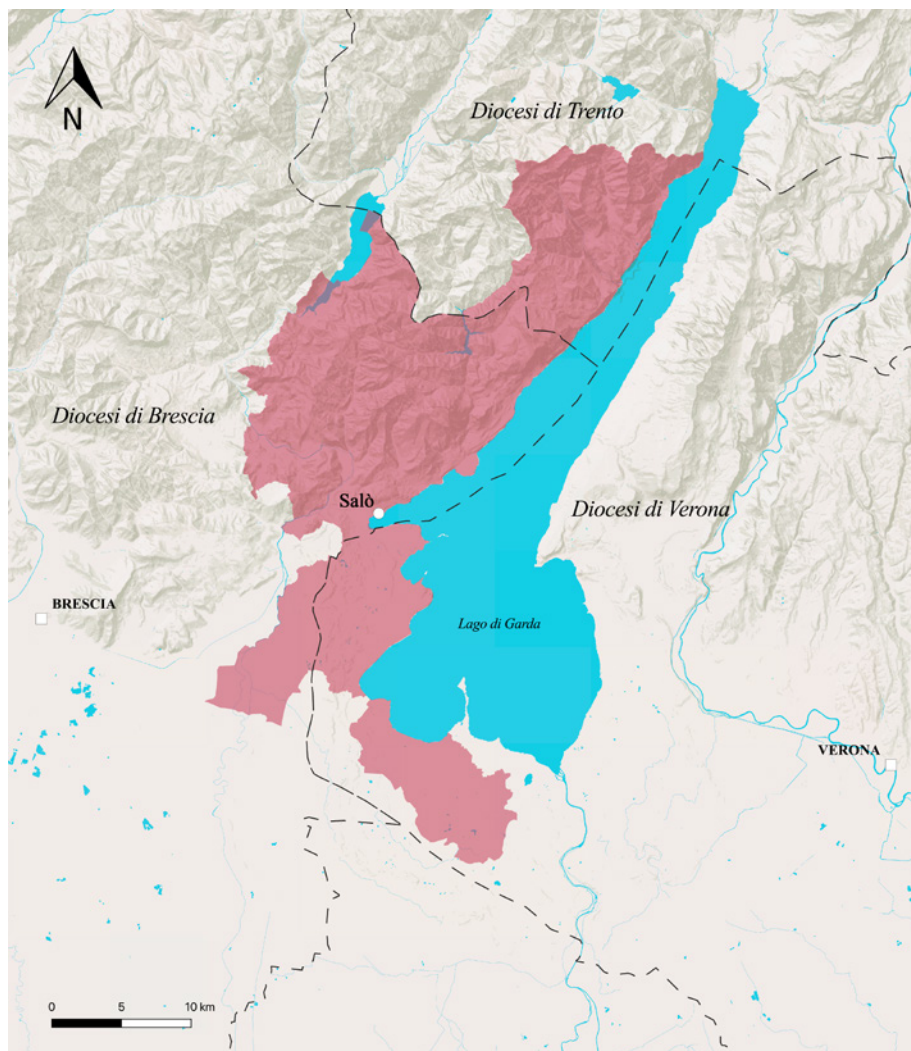 N
Diocesi di Trento
Diocesi di Brescia
Salò
Diocesi di Verona
BRESCIA
Lago di Garda
VERONA
0 5 10 km